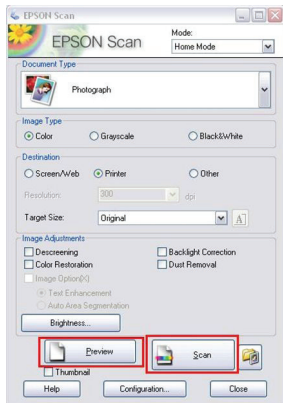 EPSON Scan
EPSON Scan
Mode:
Home Mode
Document Type
Photograph
Image Type
Color Grayscale Black&White
Destination
Screen/Web Printer Other
Resolution: 300 dpi
Target Size: Original A
Image Adjustments
Descreening Backlight Correction
Color Restoration Dust Removal
Image Option(X)
Text Enhancement
Auto Area Segmentation
Brightness...
Preview Scan
Thumbnail
Help Configuration... Close